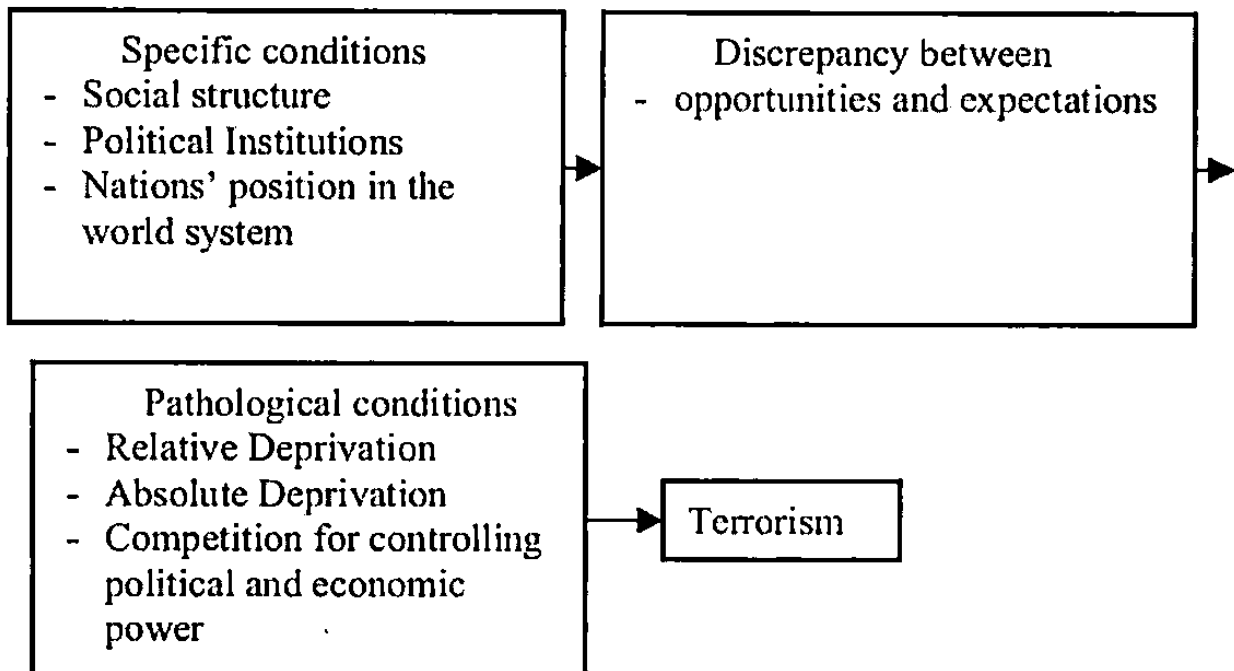 Specific conditions
- Social structure
- Political Institutions
- Nations' position in the
world system
Discrepancy between
- opportunities and expectations
Pathological conditions
- Relative Deprivation
- Absolute Deprivation
- Competition for controlling
political and economic
power
Terrorism